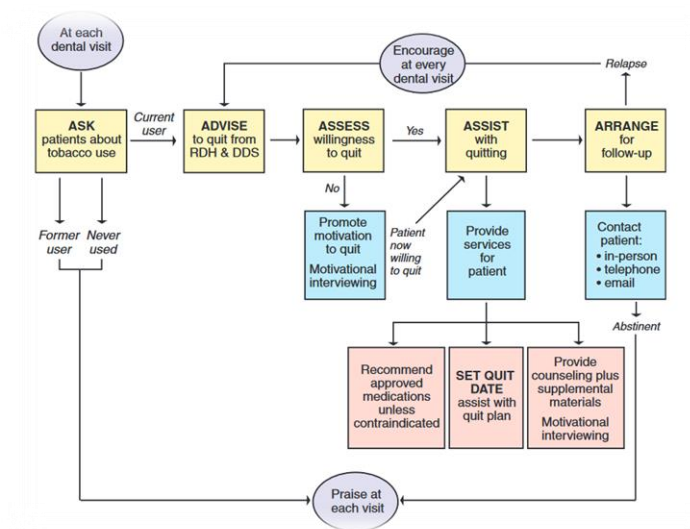 At each
dental visit
Encourage
at every
dental visit
Relapse
ASK
patients about
tobacco use
Current
user
ADVISE
to quit from
RDH & DDS
ASSESS
willingness
to quit
Yes
ASSIST
with
quitting
ARRANGE
for
follow-up
No
Former
user
Never
used
Promote
motivation
to quit
Motivational
interviewing
Patient
now
willing
to quit
Provide
services
for
patient
Contact
patient:
• in-person
• telephone
• email
Abstinent
Recommend
approved
medications
unless
contraindicated
SET QUIT
DATE
assist with
quit plan
Provide
counseling plus
supplemental
materials
Motivational
interviewing
Praise at
each visit